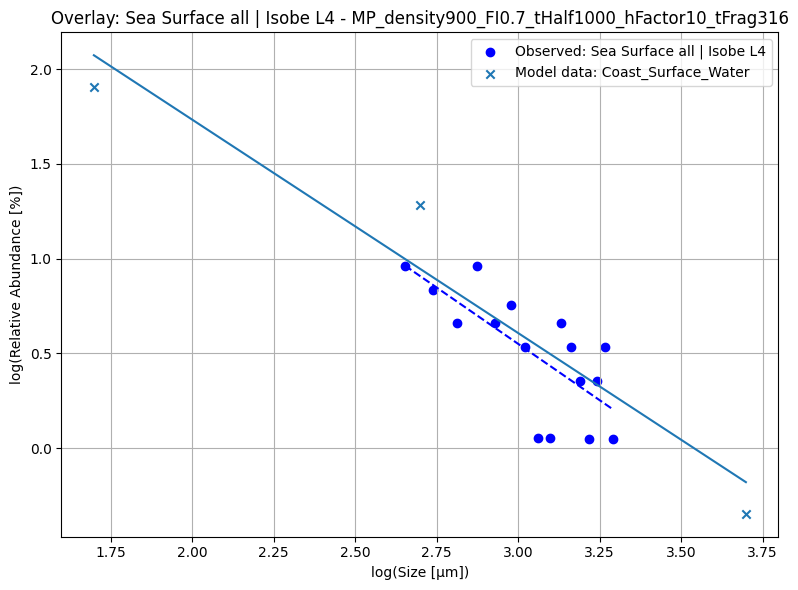 Overlay: Sea Surface all | Isobe L4 - MP_density900_FI0.7_tHalf1000_hFactor10_tFrag316
Observed: Sea Surface all | Isobe L4
Model data: Coast_Surface_Water
log(Relative Abundance [%])
2.0
1.5
1.0
0.5
0.0
1.75 2.00 2.25 2.50 2.75 3.00 3.25 3.50 3.75
log(Size [μm])